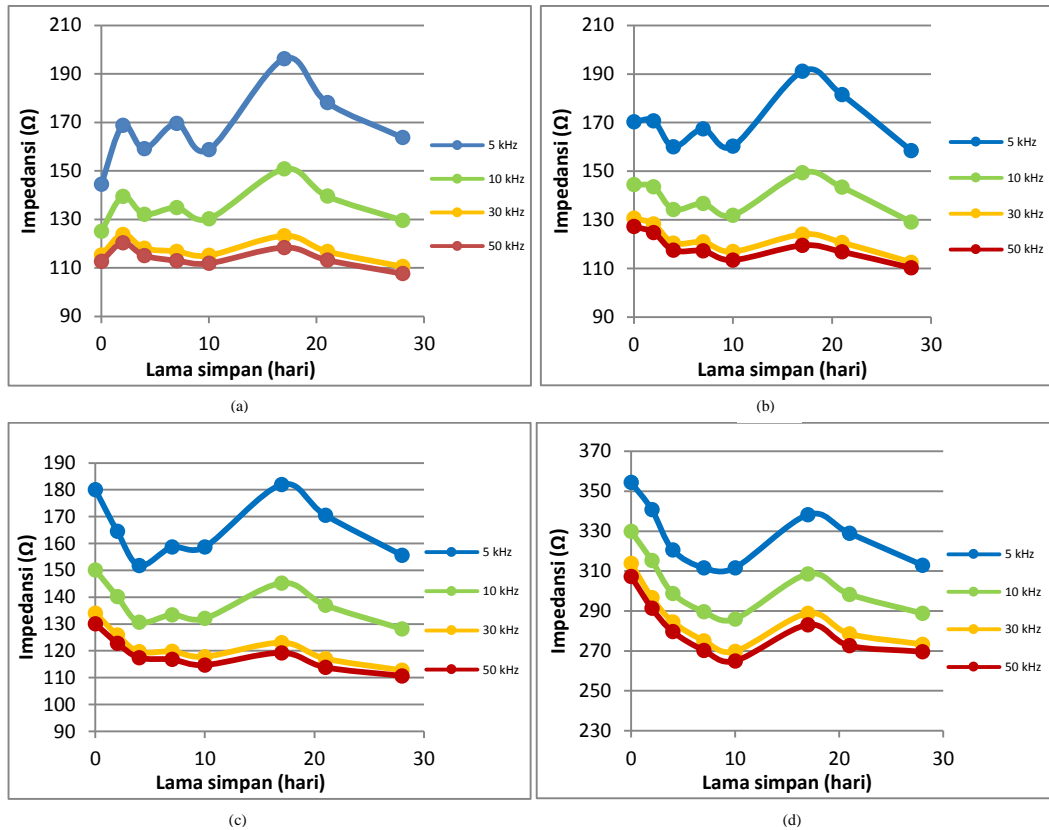 210
190
170
150
130
110
90
Impedansi (Ω)
0 10 20 30
Lama simpan (hari)
5 kHz
10 kHz
30 kHz
50 kHz
(a)
210
190
170
150
130
110
90
Impedansi (Ω)
0 10 20 30
Lama simpan (hari)
5 kHz
10 kHz
30 kHz
50 kHz
(b)
190
180
170
160
150
140
130
120
110
100
90
Impedansi (Ω)
0 10 20 30
Lama simpan (hari)
5 kHz
10 kHz
30 kHz
50 kHz
(c)
370
350
330
310
290
270
250
230
Impedansi (Ω)
0 10 20 30
Lama simpan (hari)
5 kHz
10 kHz
30 kHz
50 kHz
(d)